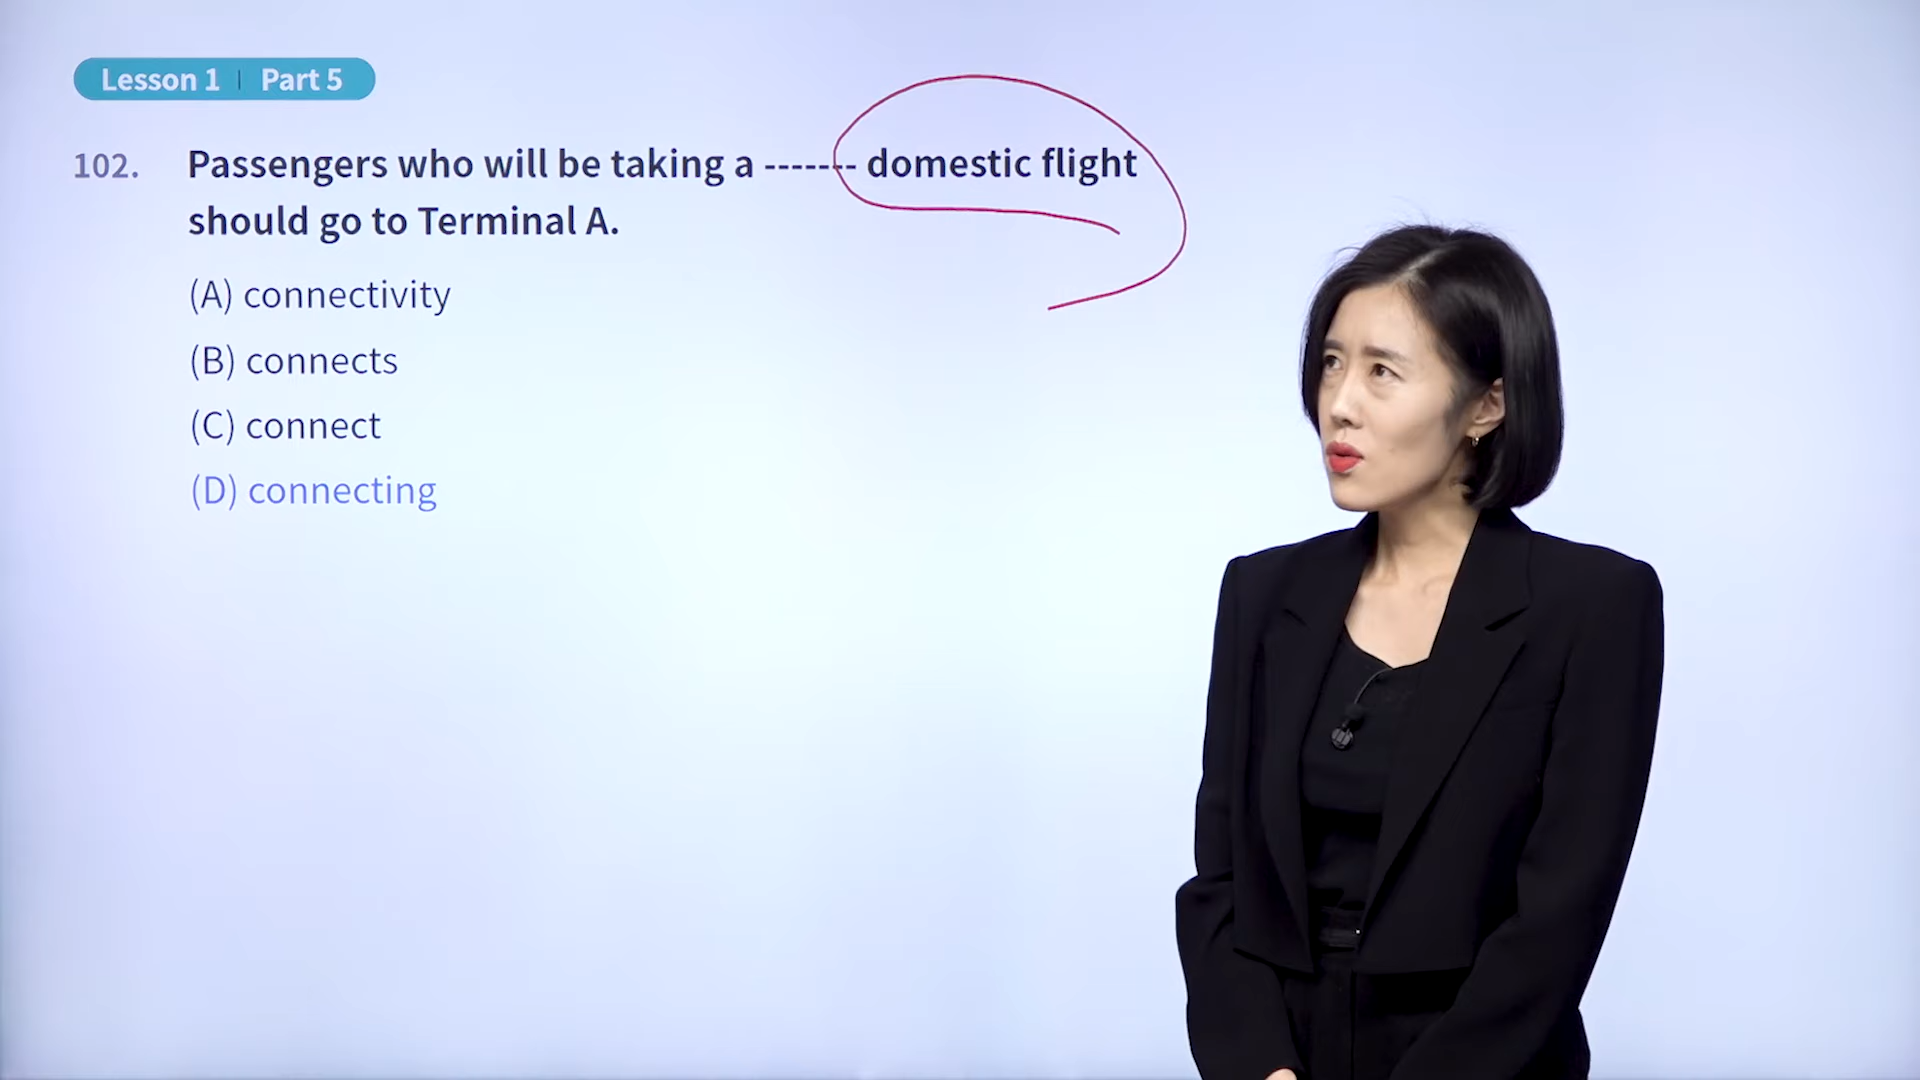 Lesson 1 | Part 5
102. Passengers who will be taking a ------- domestic flight
should go to Terminal A.
(A) connectivity
(B) connects
(C) connect
(D) connecting